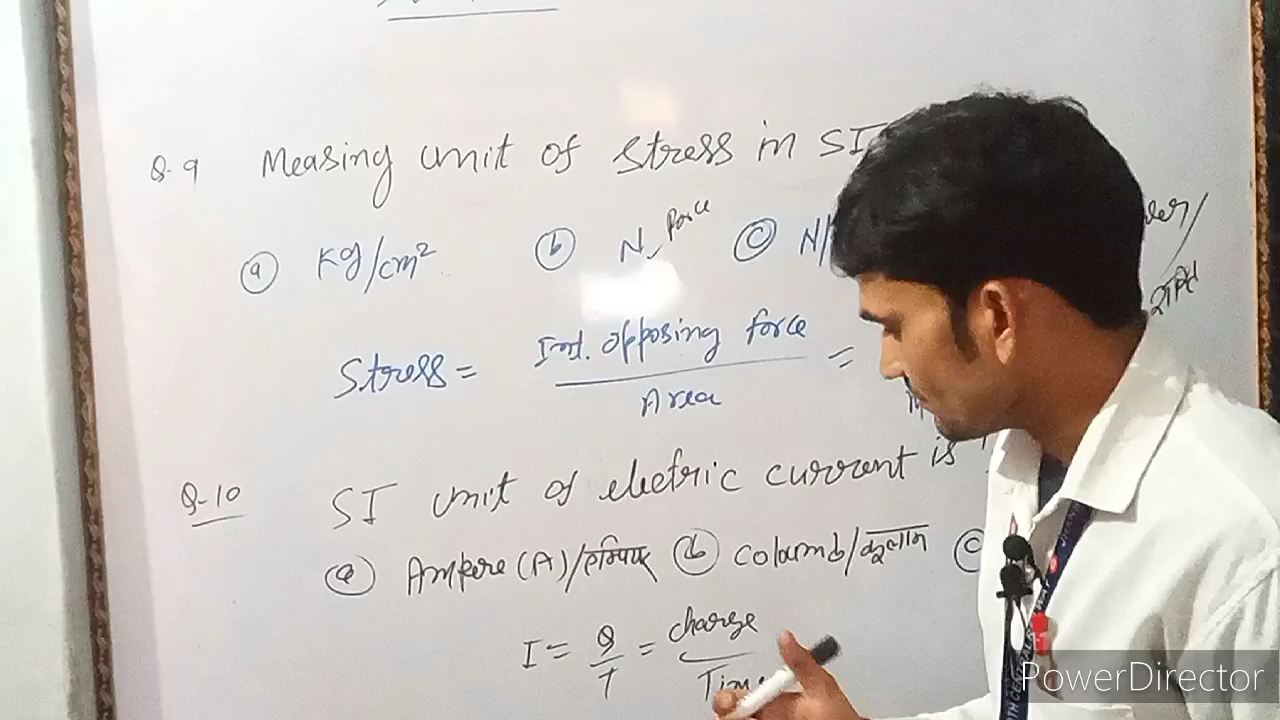 Q.9 Measing unit of stress in SI
(a) Kg/cm² (b) N force (c) N/
Stress = Int. opposing force / Area =
Q-10 SI unit of electric current is
(a) Ampere (A)/एम्पियर (b) Coloumb/कूलाम (c)
I = Q/T = charge/Time
PowerDirector